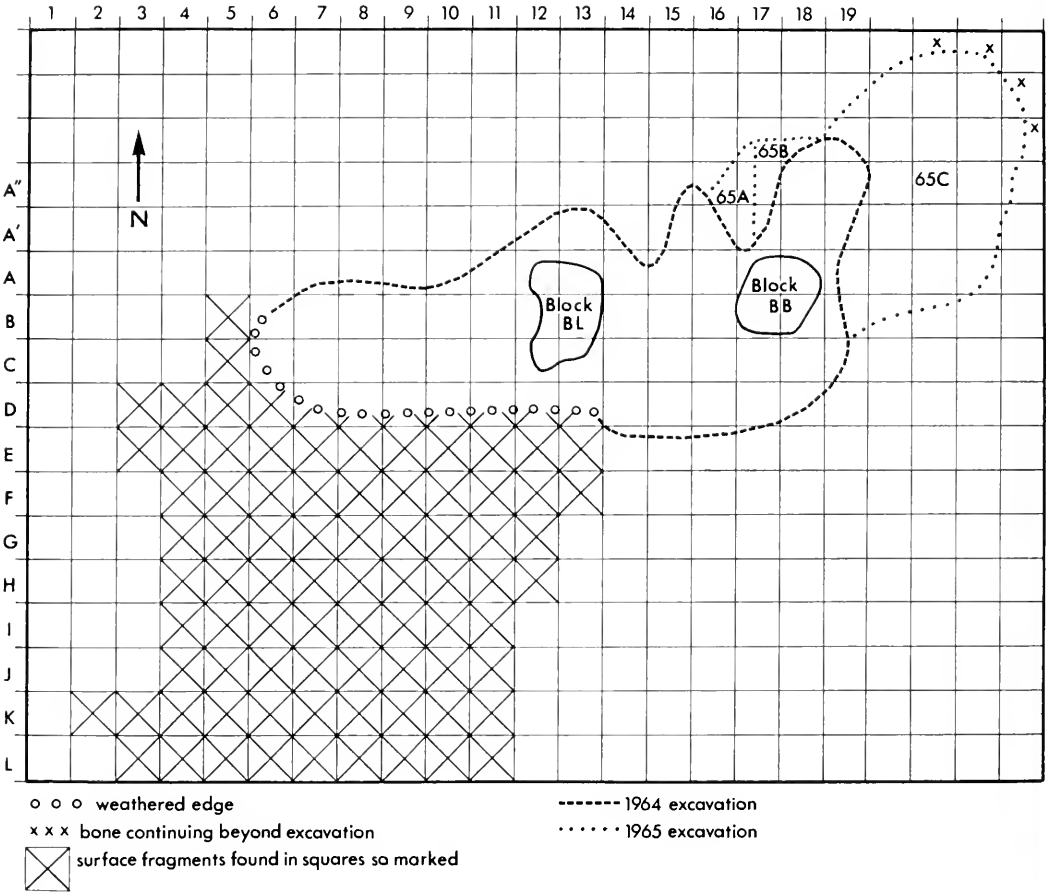 1 2 3 4 5 6 7 8 9 10 11 12 13 14 15 16 17 18 19
65B
A"
65A
65C
N
A'
A
Block
BB
B
Block
BL
C
D
E
F
G
H
I
J
K
L
o o o weathered edge
1964 excavation
x x x bone continuing beyond excavation
1965 excavation
surface fragments found in squares so marked